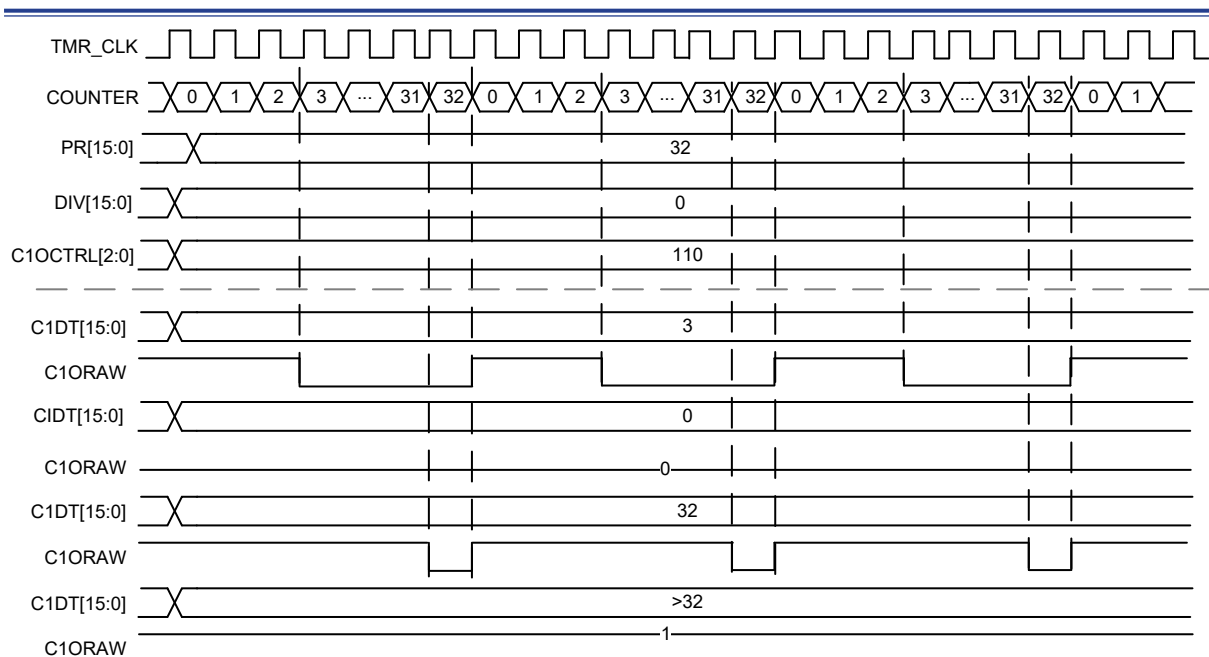 TMR_CLK
COUNTER 0 1 2 3 ... 31 32 0 1 2 3 ... 31 32 0 1 2 3 ... 31 32 0 1
PR[15:0] 32
DIV[15:0] 0
C1OCTRL[2:0] 110
C1DT[15:0] 3
C1ORAW
CIDT[15:0] 0
C1ORAW 0
C1DT[15:0] 32
C1ORAW
C1DT[15:0] >32
C1ORAW 1